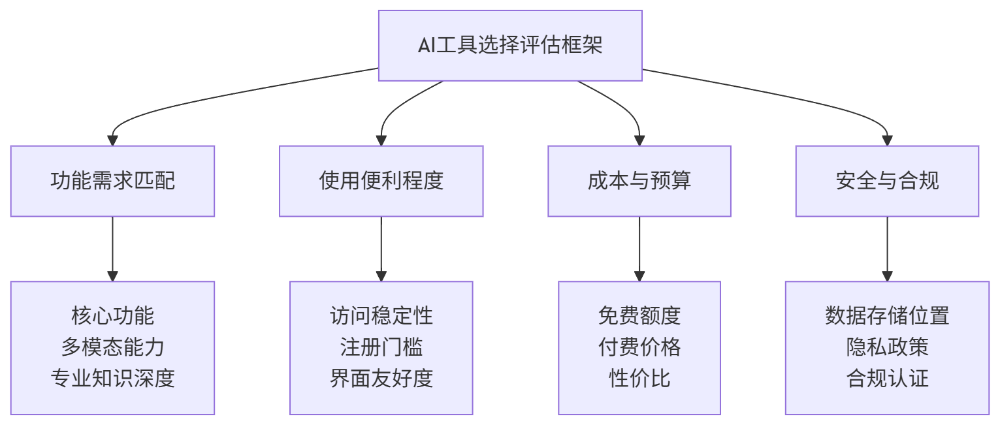 AI工具选择评估框架
功能需求匹配
使用便利程度
成本与预算
安全与合规
核心功能
多模态能力
专业知识深度
访问稳定性
注册门槛
界面友好度
免费额度
付费价格
性价比
数据存储位置
隐私政策
合规认证